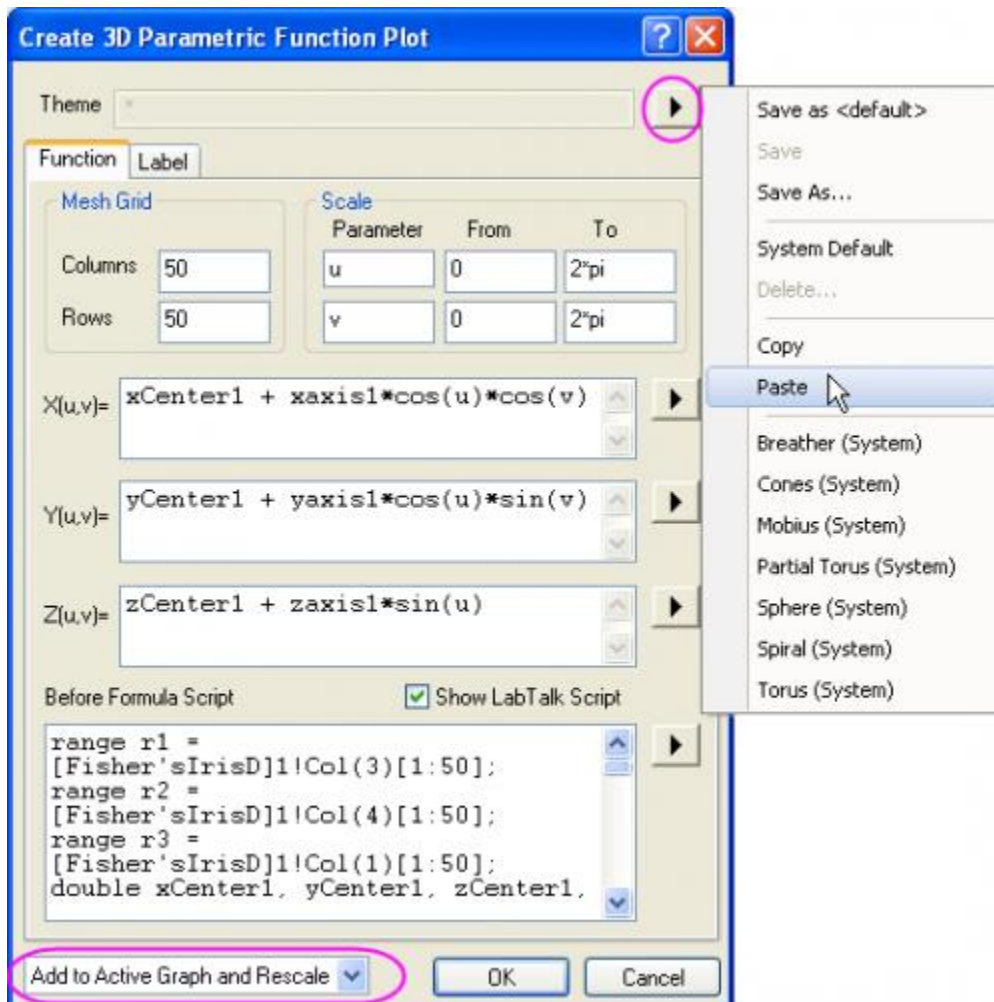 Create 3D Parametric Function Plot
?
Theme *
Function Label
Mesh Grid
Scale
Parameter From To
Columns 50 u 0 2*pi
Rows 50 v 0 2*pi
X(u,v)= xCenter1 + xaxis1*cos(u)*cos(v)
Y(u,v)= yCenter1 + yaxis1*cos(u)*sin(v)
Z(u,v)= zCenter1 + zaxis1*sin(u)
Before Formula Script
Show LabTalk Script
range r1 =
[Fisher'sIrisD]1!Col(3)[1:50];
range r2 =
[Fisher'sIrisD]1!Col(4)[1:50];
range r3 =
[Fisher'sIrisD]1!Col(1)[1:50];
double xCenter1, yCenter1, zCenter1,
Add to Active Graph and Rescale
OK
Cancel
Save as <default>
Save
Save As...
System Default
Delete...
Copy
Paste
Breather (System)
Cones (System)
Mobius (System)
Partial Torus (System)
Sphere (System)
Spiral (System)
Torus (System)